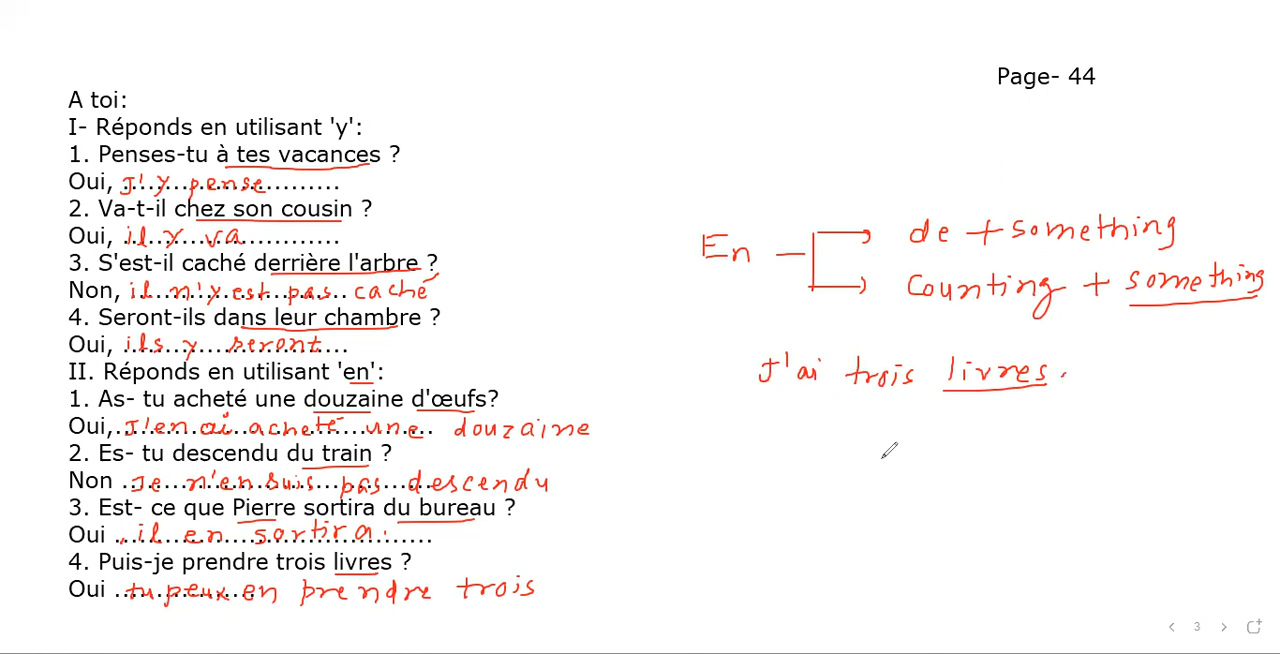 Page- 44
A toi:
I- Réponds en utilisant 'y':
1. Penses-tu à tes vacances ?
Oui, J'y pense
2. Va-t-il chez son cousin ?
Oui, il y va
3. S'est-il caché derrière l'arbre ?
Non, il n'y est pas caché
4. Seront-ils dans leur chambre ?
Oui, ils y seront
II. Réponds en utilisant 'en':
1. As- tu acheté une douzaine d'œufs?
Oui, J'en ai acheté une douzaine
2. Es- tu descendu du train ?
Non Je n'en suis pas descendu
3. Est- ce que Pierre sortira du bureau ?
Oui, il en sortira.
4. Puis-je prendre trois livres ?
Oui tu peux en prendre trois
En → de + something
→ counting + something
J'ai trois livres.
3